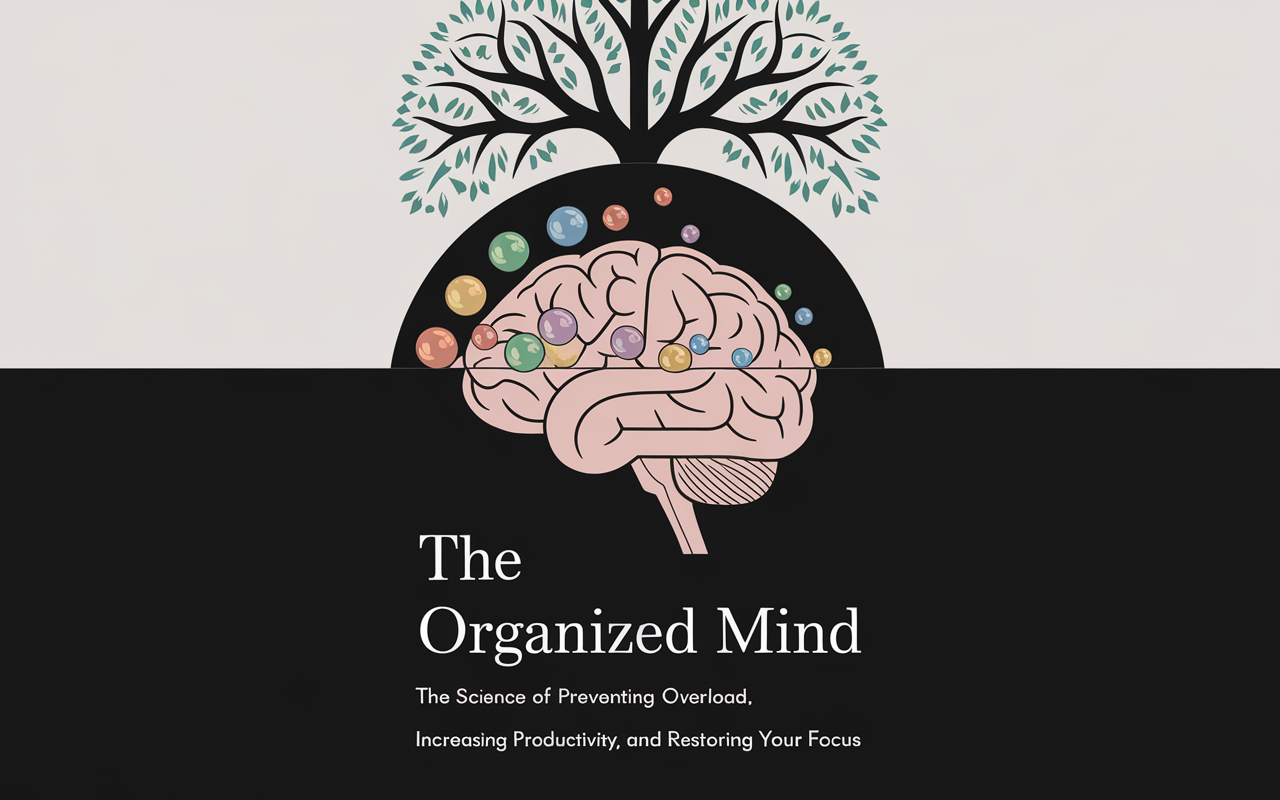 The
Organized Mind
The Science of Preventing Overload,
Increasing Productivity, and Restoring Your Focus